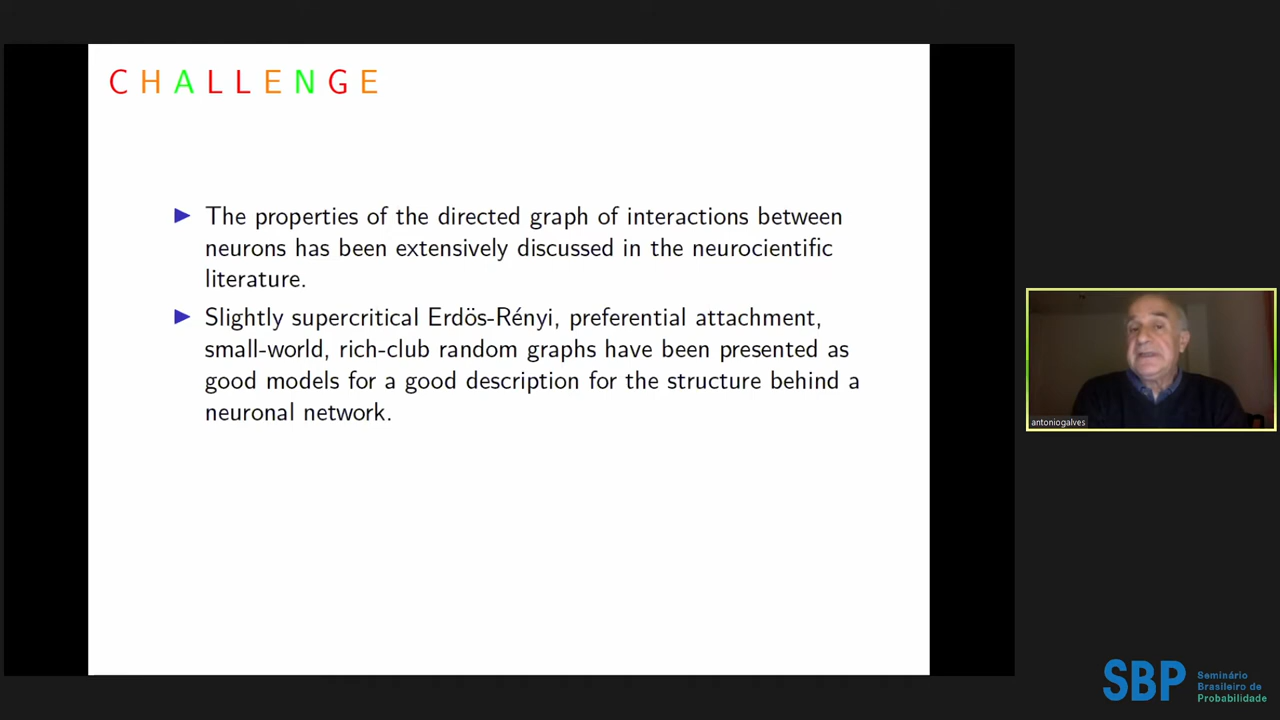 CHALLENGE
The properties of the directed graph of interactions between
neurons has been extensively discussed in the neurocientific
literature.
Slightly supercritical Erdös-Rényi, preferential attachment,
small-world, rich-club random graphs have been presented as
good models for a good description for the structure behind a
neuronal network.
antoniogalves
SBP
Seminário
Brasileiro de
Probabilidade